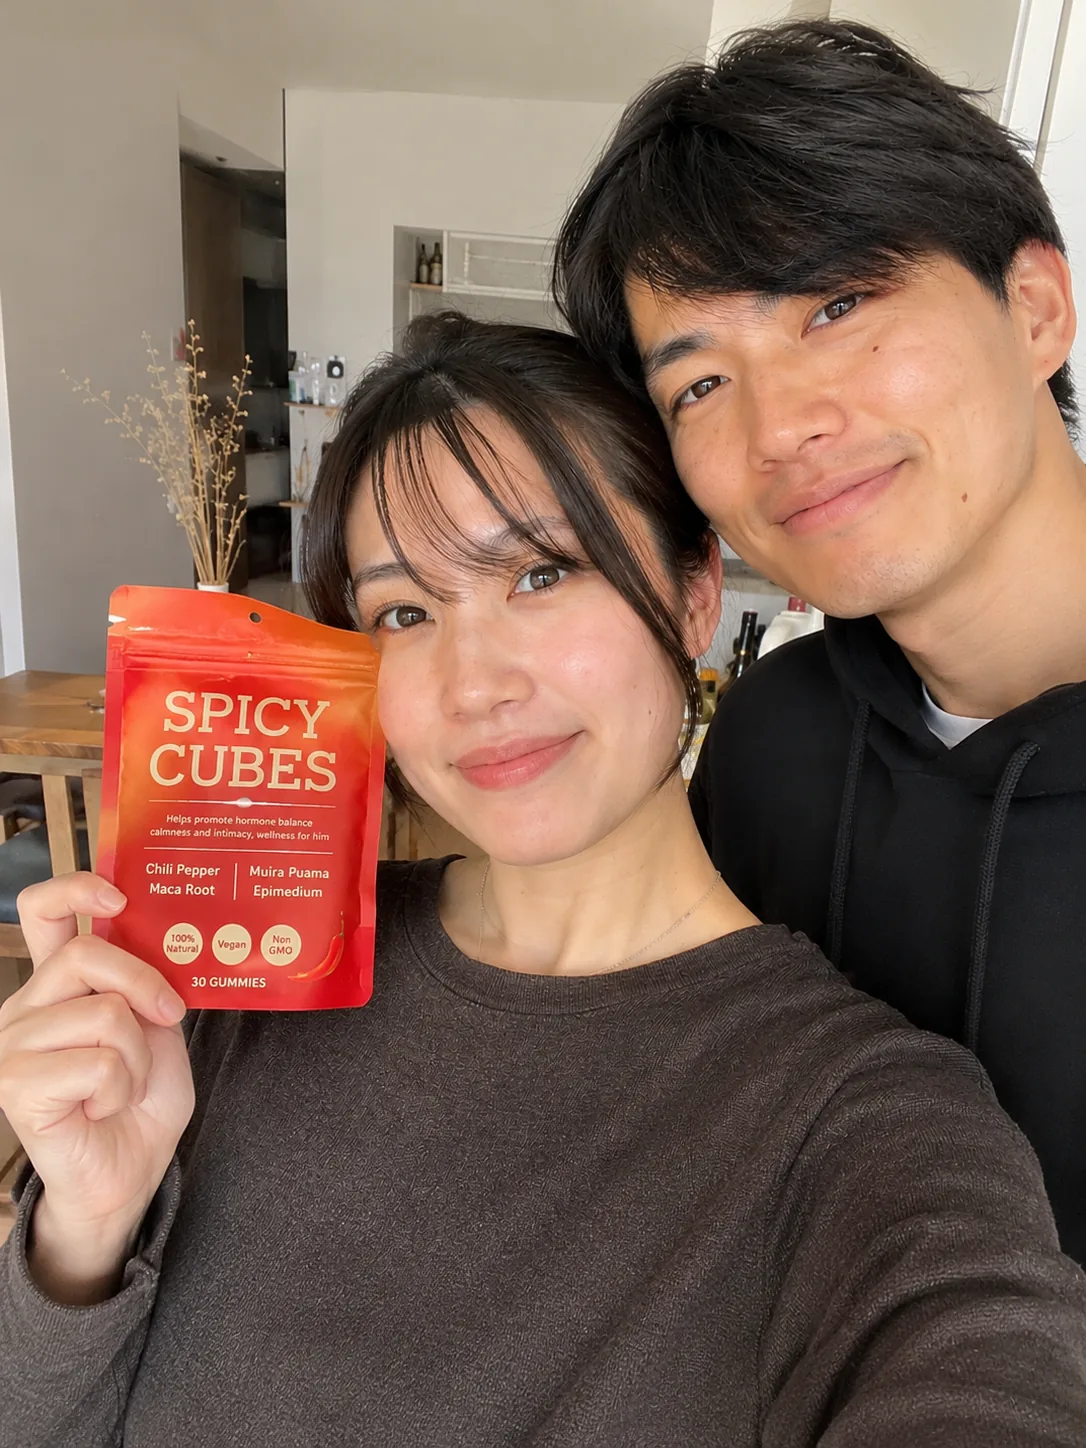 SPICY
CUBES
Helps promote hormone balance
calmness and intimacy, wellness for him
Chili Pepper
Maca Root
Muira Puama
Epimedium
100%
Natural
Vegan
Non
GMO
30 GUMMIES